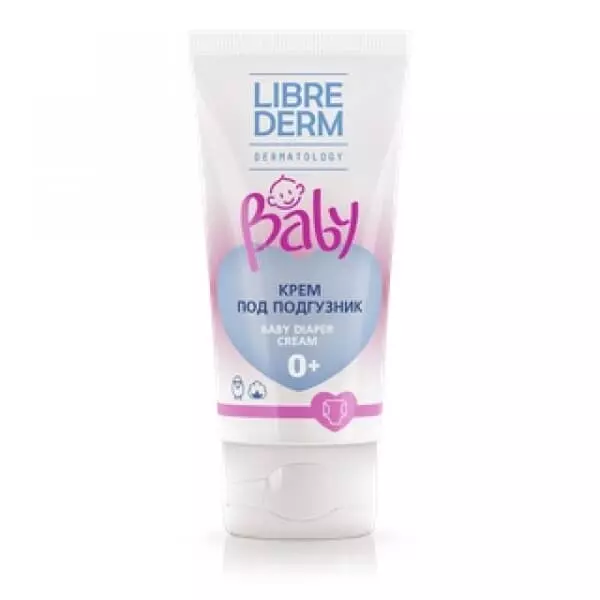 LIBRE
DERM
DERMATOLOGY
Baby
КРЕМ
ПОД ПОДГУЗНИК
BABY DIAPER
CREAM
0+